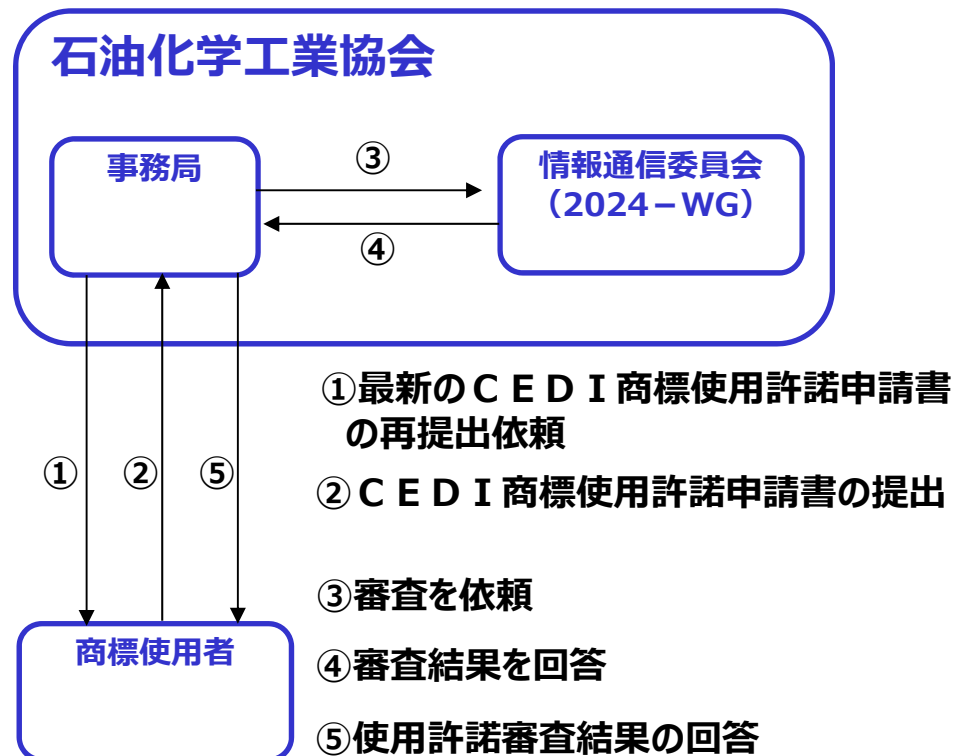 石油化学工業協会
事務局
③
情報通信委員会
（2024－WG）
④
①最新のＣＥＤＩ商標使用許諾申請書
の再提出依頼
①
②
⑤
②ＣＥＤＩ商標使用許諾申請書の提出
③審査を依頼
商標使用者
④審査結果を回答
⑤使用許諾審査結果の回答